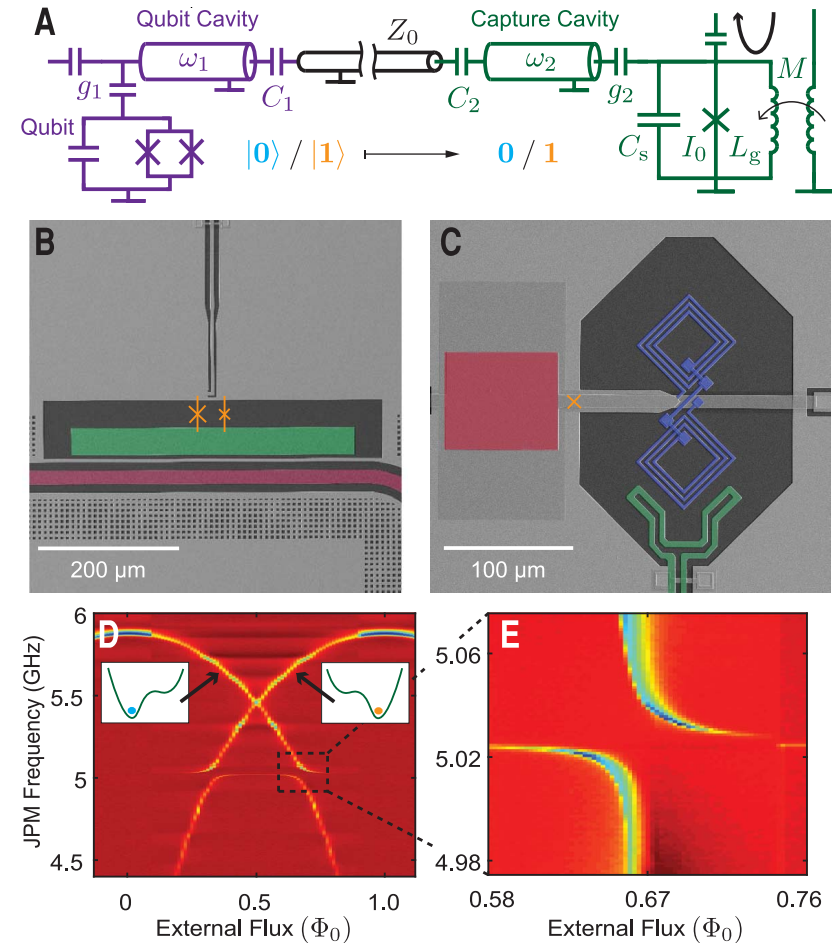 A
Qubit Cavity
Z₀
Capture Cavity
ω₁
ω₂
M
g₁
C₁
C₂
g₂
Qubit
|0⟩ / |1⟩
0 / 1
Cₛ
I₀
L_g
B
200 µm
C
100 µm
D
E
JPM Frequency (GHz)
6
5.5
5
4.5
0
0.5
1.0
External Flux (Φ₀)
5.06
5.02
4.98
0.58
0.67
0.76
External Flux (Φ₀)